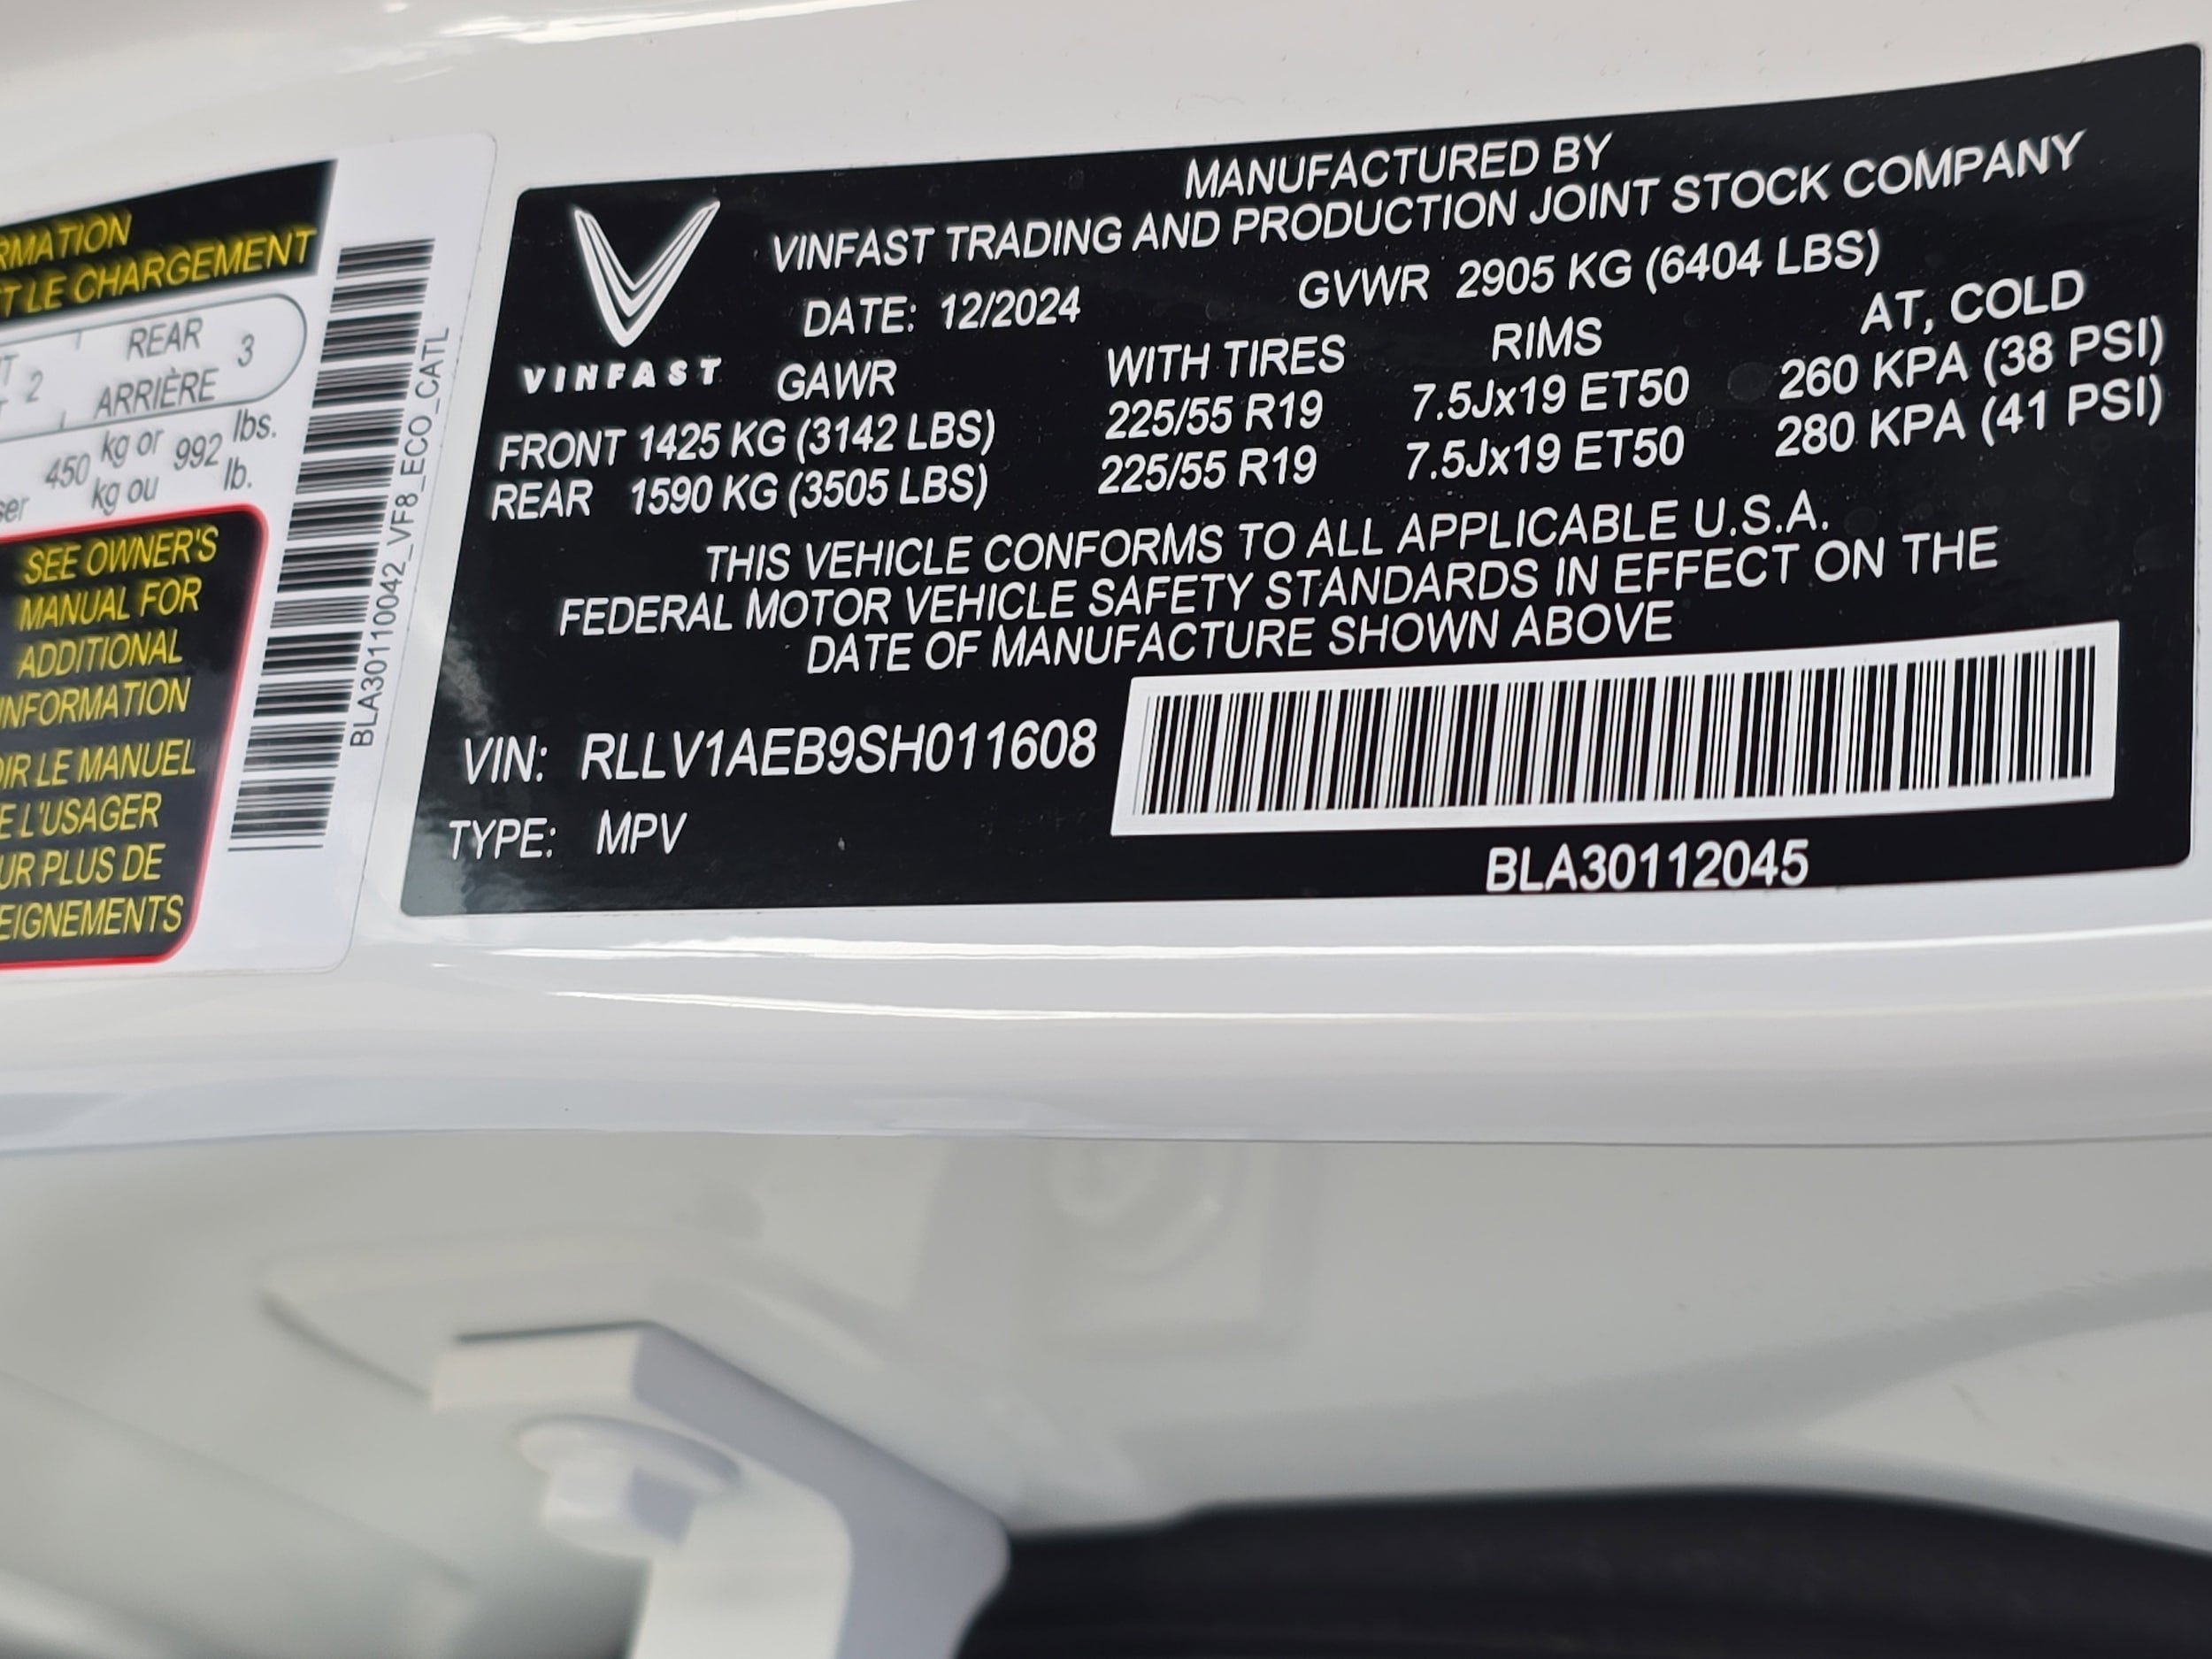 RMATION
T LE CHARGEMENT
2 REAR 3
ARRIÈRE
450 kg or 992 lbs.
kg ou lb.
SEE OWNER'S
MANUAL FOR
ADDITIONAL
INFORMATION
OIR LE MANUEL
E L'USAGER
UR PLUS DE
EIGNEMENTS
BLA30110042_VF8_ECO_CATL
VINFAST
MANUFACTURED BY
VINFAST TRADING AND PRODUCTION JOINT STOCK COMPANY
DATE: 12/2024 GVWR 2905 KG (6404 LBS)
GAWR WITH TIRES RIMS AT, COLD
FRONT 1425 KG (3142 LBS) 225/55 R19 7.5Jx19 ET50 260 KPA (38 PSI)
REAR 1590 KG (3505 LBS) 225/55 R19 7.5Jx19 ET50 280 KPA (41 PSI)
THIS VEHICLE CONFORMS TO ALL APPLICABLE U.S.A.
FEDERAL MOTOR VEHICLE SAFETY STANDARDS IN EFFECT ON THE
DATE OF MANUFACTURE SHOWN ABOVE
VIN: RLLV1AEB9SH011608
TYPE: MPV
BLA30112045